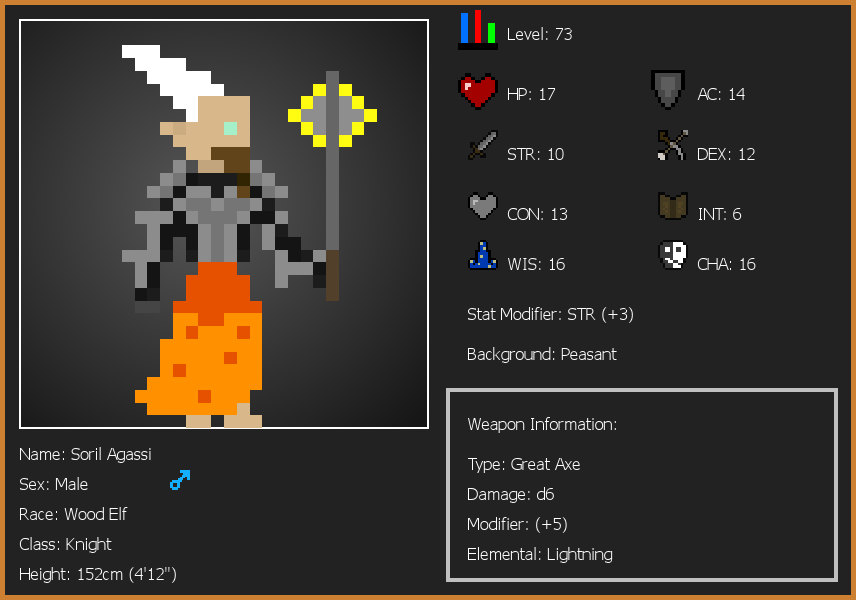 Level: 73
HP: 17
AC: 14
STR: 10
DEX: 12
CON: 13
INT: 6
WIS: 16
CHA: 16
Stat Modifier: STR (+3)
Background: Peasant
Weapon Information:
Type: Great Axe
Damage: d6
Modifier: (+5)
Elemental: Lightning
Name: Soril Agassi
Sex: Male
Race: Wood Elf
Class: Knight
Height: 152cm (4'12")